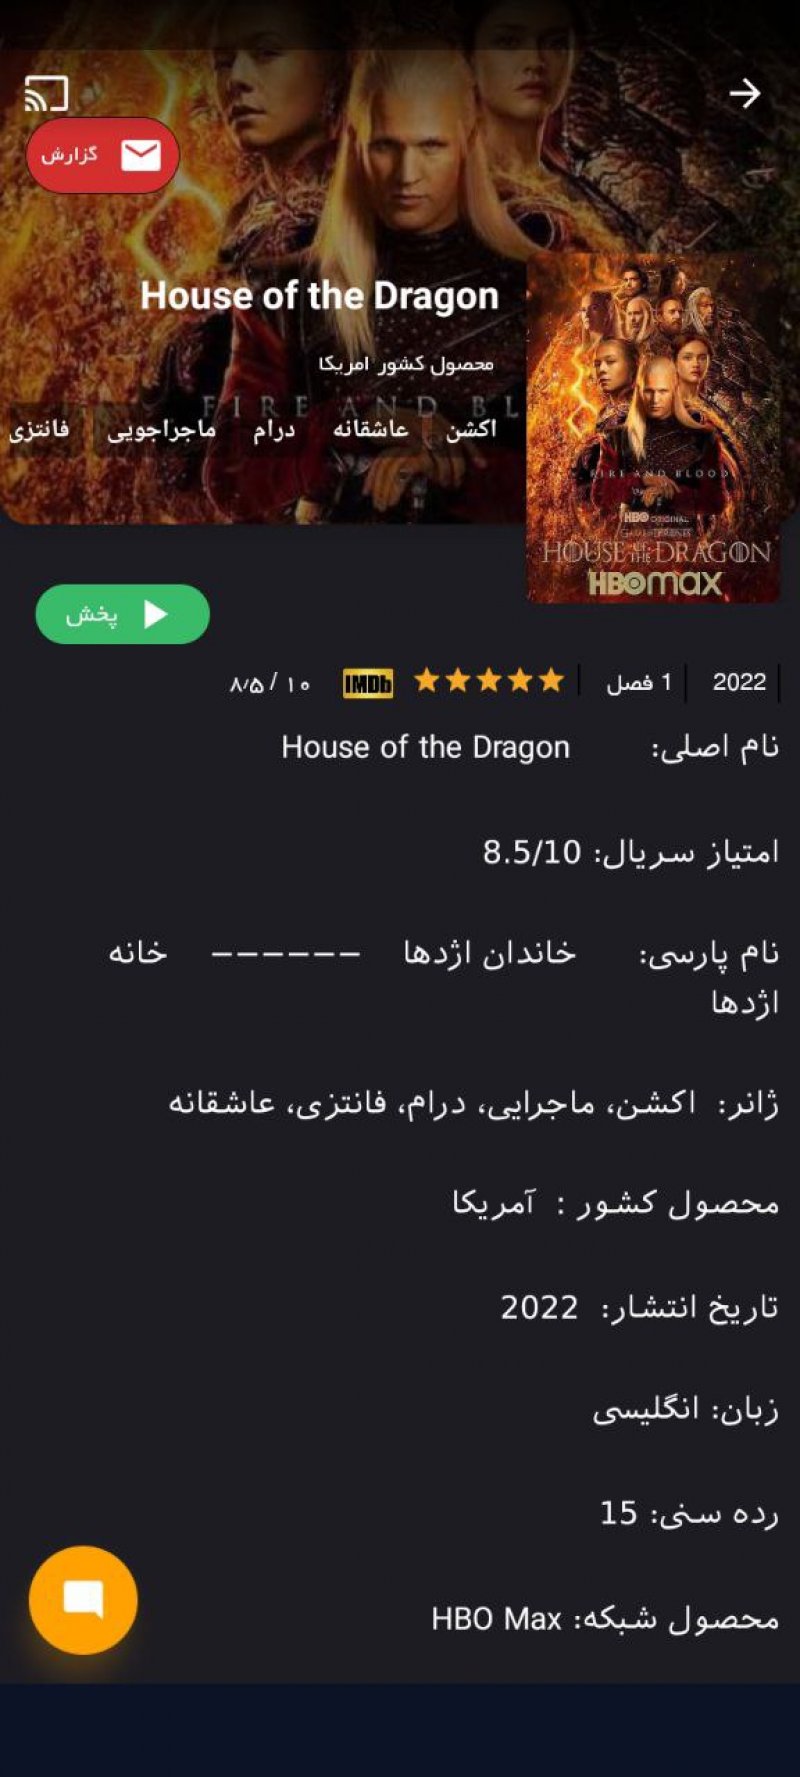 گزارش
House of the Dragon
محصول کشور امریکا
FIRE AND BL
اکشن عاشقانه درام ماجراجویی فانتزی
FIRE AND BLOOD
HBO ORIGINAL
GAME OF THRONES
HOUSE OF THE DRAGON
HBOmax
پخش
2022 1 فصل IMDb ۸٫۵ / ۱۰
نام اصلی: House of the Dragon
امتیاز سریال: 8.5/10
نام پارسی: خاندان اژدها −−−−−− خانه
اژدها
ژانر: اکشن، ماجرایی، درام، فانتزی، عاشقانه
محصول کشور : آمریکا
تاریخ انتشار: 2022
زبان: انگلیسی
رده سنی: 15
محصول شبکه: HBO Max